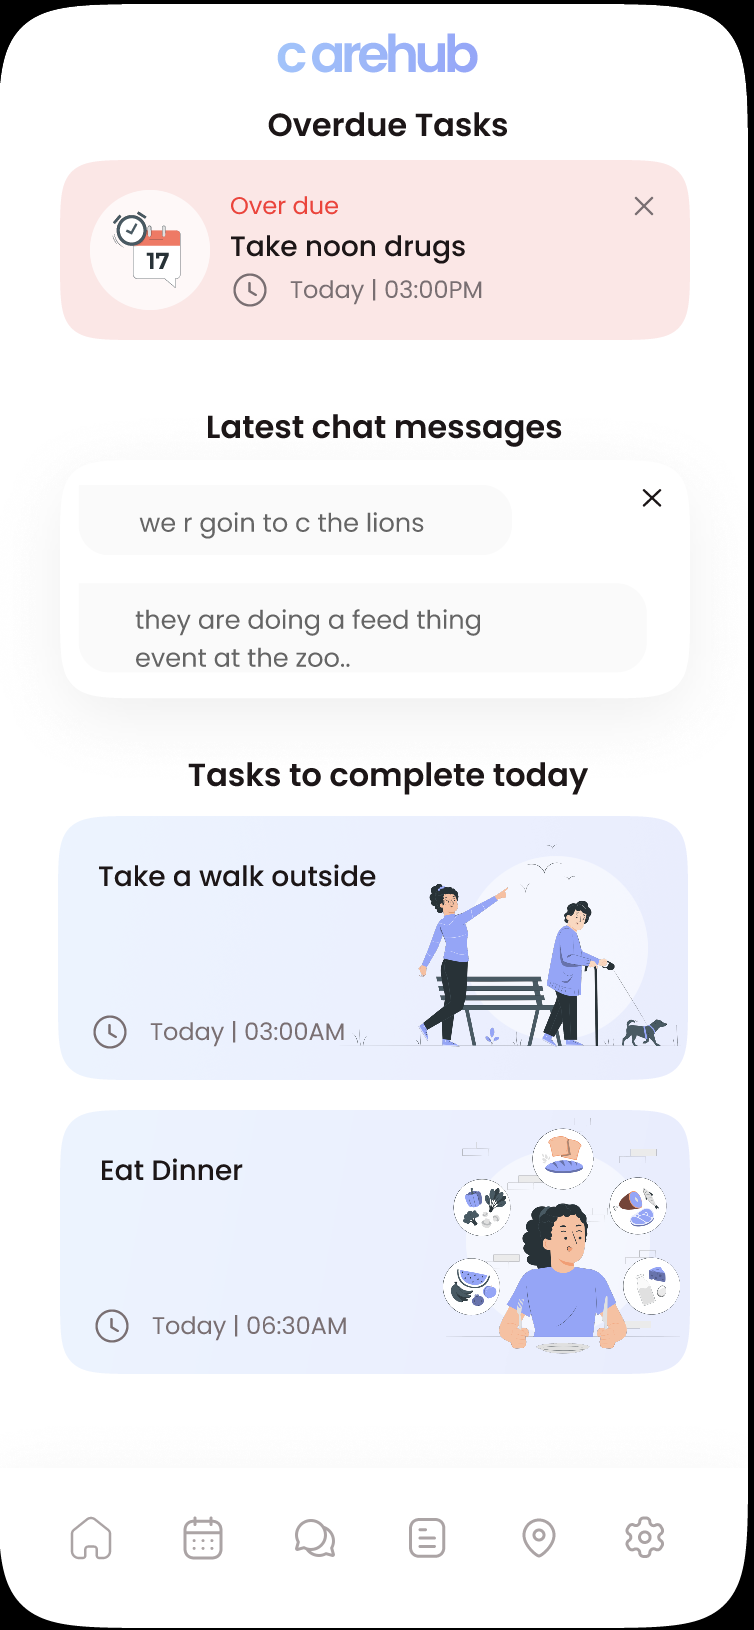 carehub
Overdue Tasks
Over due
Take noon drugs
17
Today | 03:00PM
Latest chat messages
we r goin to c the lions
they are doing a feed thing
event at the zoo..
Tasks to complete today
Take a walk outside
Today | 03:00AM
Eat Dinner
Today | 06:30AM